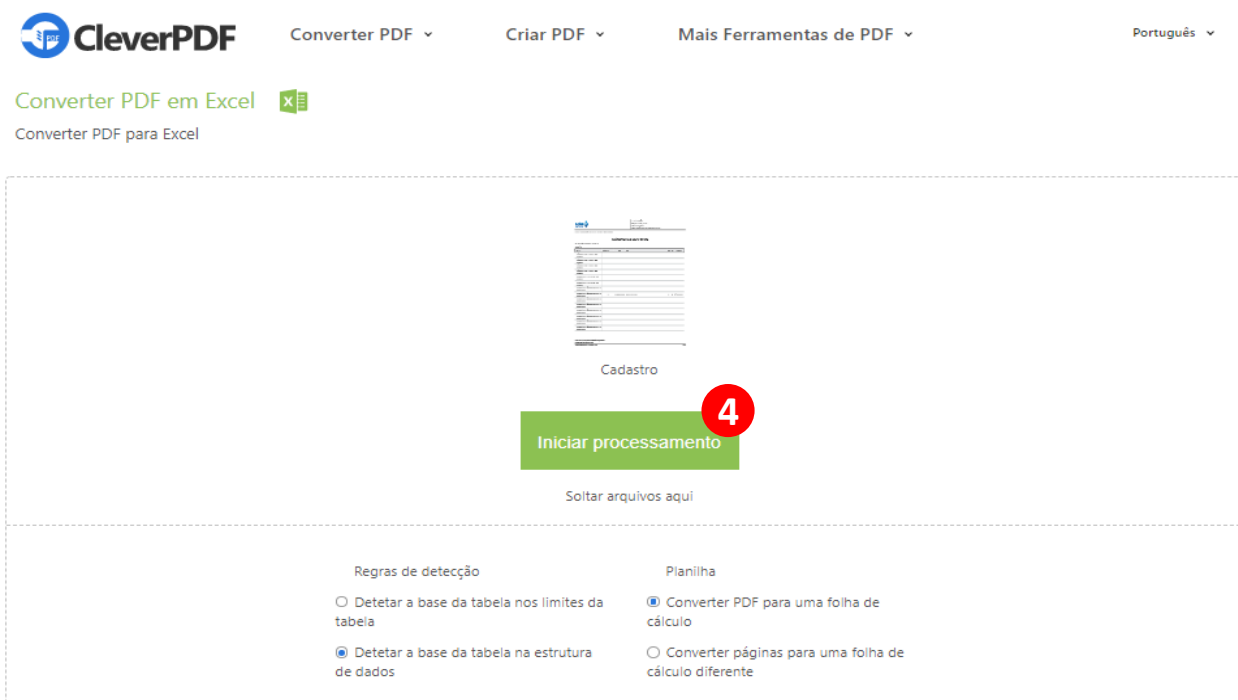 CleverPDF
Converter PDF
Criar PDF
Mais Ferramentas de PDF
Português
Converter PDF em Excel
Converter PDF para Excel
Cadastro
4
Iniciar processamento
Soltar arquivos aqui
Regras de detecção
Detetar a base da tabela nos limites da
tabela
Detetar a base da tabela na estrutura
de dados
Planilha
Converter PDF para uma folha de
cálculo
Converter páginas para uma folha de
cálculo diferente